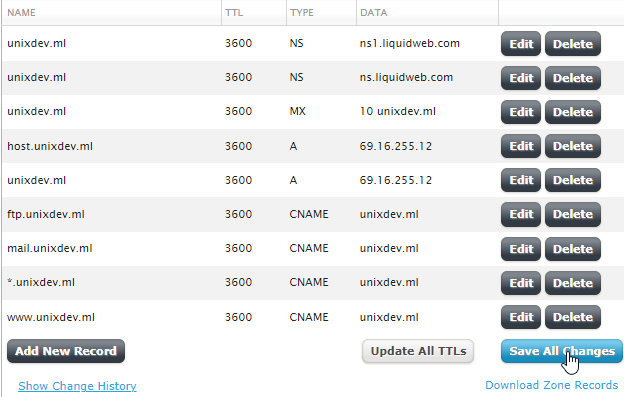 NAME TTL TYPE DATA
unixdev.ml 3600 NS ns1.liquidweb.com Edit Delete
unixdev.ml 3600 NS ns.liquidweb.com Edit Delete
unixdev.ml 3600 MX 10 unixdev.ml Edit Delete
host.unixdev.ml 3600 A 69.16.255.12 Edit Delete
unixdev.ml 3600 A 69.16.255.12 Edit Delete
ftp.unixdev.ml 3600 CNAME unixdev.ml Edit Delete
mail.unixdev.ml 3600 CNAME unixdev.ml Edit Delete
*.unixdev.ml 3600 CNAME unixdev.ml Edit Delete
www.unixdev.ml 3600 CNAME unixdev.ml Edit Delete
Add New Record Update All TTLs Save All Changes
Show Change History Download Zone Records